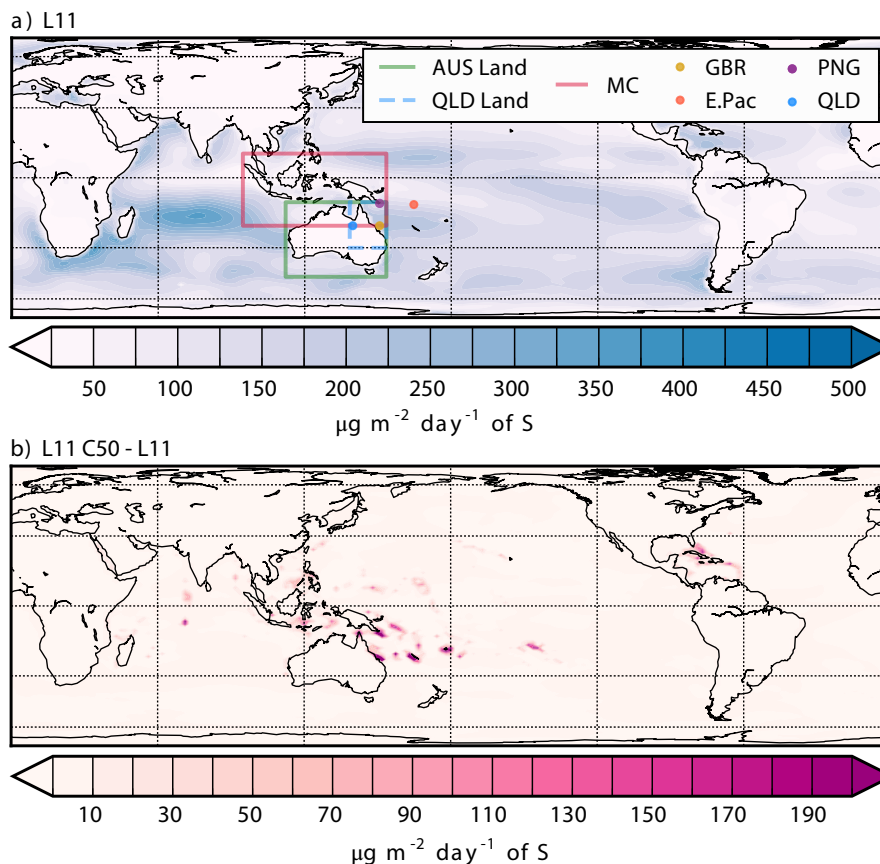 a) L11
AUS Land MC GBR PNG
QLD Land E.Pac QLD
50 100 150 200 250 300 350 400 450 500
μg m⁻² day⁻¹ of S
b) L11 C50 - L11
10 30 50 70 90 110 130 150 170 190
μg m⁻² day⁻¹ of S